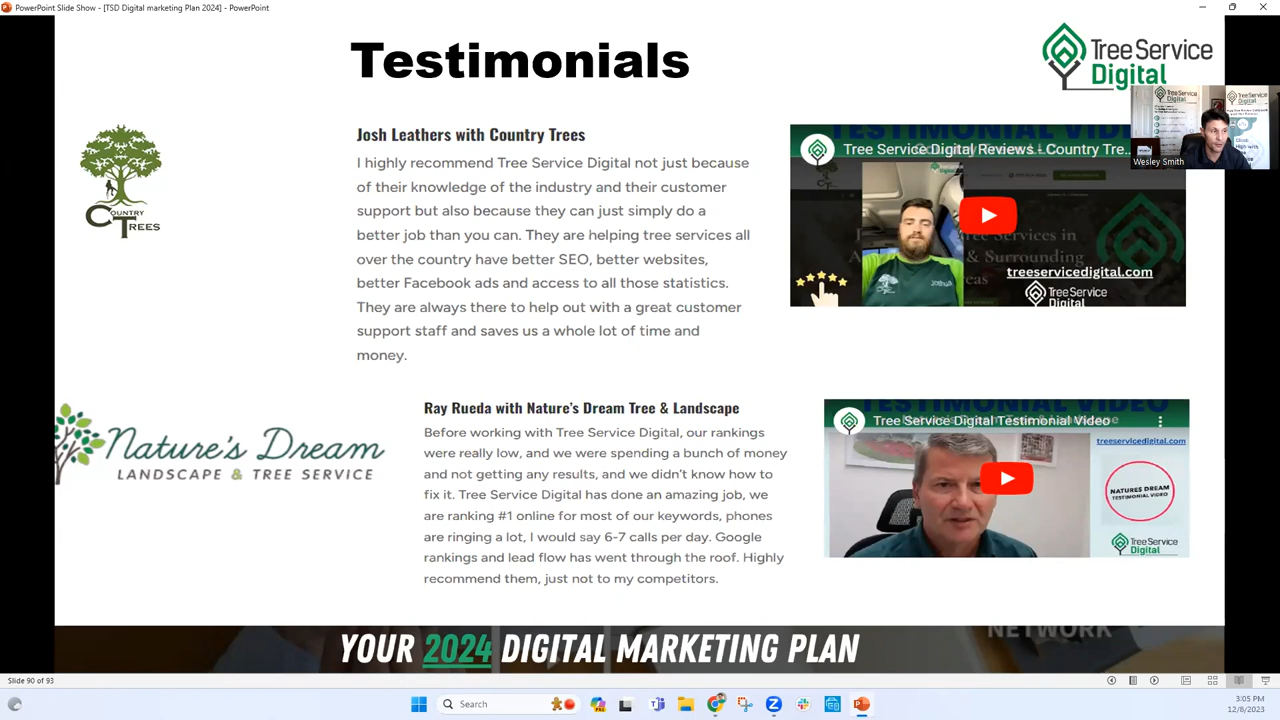 PowerPoint Slide Show - [TSD Digital marketing Plan 2024] - PowerPoint
Testimonials
Tree Service
Digital
Wesley Smith
COUNTRY
TREES
Josh Leathers with Country Trees
I highly recommend Tree Service Digital not just because
of their knowledge of the industry and their customer
support but also because they can just simply do a
better job than you can. They are helping tree services all
over the country have better SEO, better websites,
better Facebook ads and access to all those statistics.
They are always there to help out with a great customer
support staff and saves us a whole lot of time and
money.
Tree Service Digital Reviews - Country Tre...
Tree Services in
& Surrounding
treeservicedigital.com
Tree Service
Digital
Nature's Dream
LANDSCAPE & TREE SERVICE
Ray Rueda with Nature's Dream Tree & Landscape
Before working with Tree Service Digital, our rankings
were really low, and we were spending a bunch of money
and not getting any results, and we didn't know how to
fix it. Tree Service Digital has done an amazing job, we
are ranking #1 online for most of our keywords, phones
are ringing a lot, I would say 6-7 calls per day. Google
rankings and lead flow has went through the roof. Highly
recommend them, just not to my competitors.
TESTIMONIAL VIDEO
Tree Service Digital Testimonial Video
treeservicedigital.com
NATURE'S DREAM
TESTIMONIAL VIDEO
Tree Service
Digital
NETWORK
YOUR 2024 DIGITAL MARKETING PLAN
Slide 90 of 93
Search
3:05 PM
12/8/2023